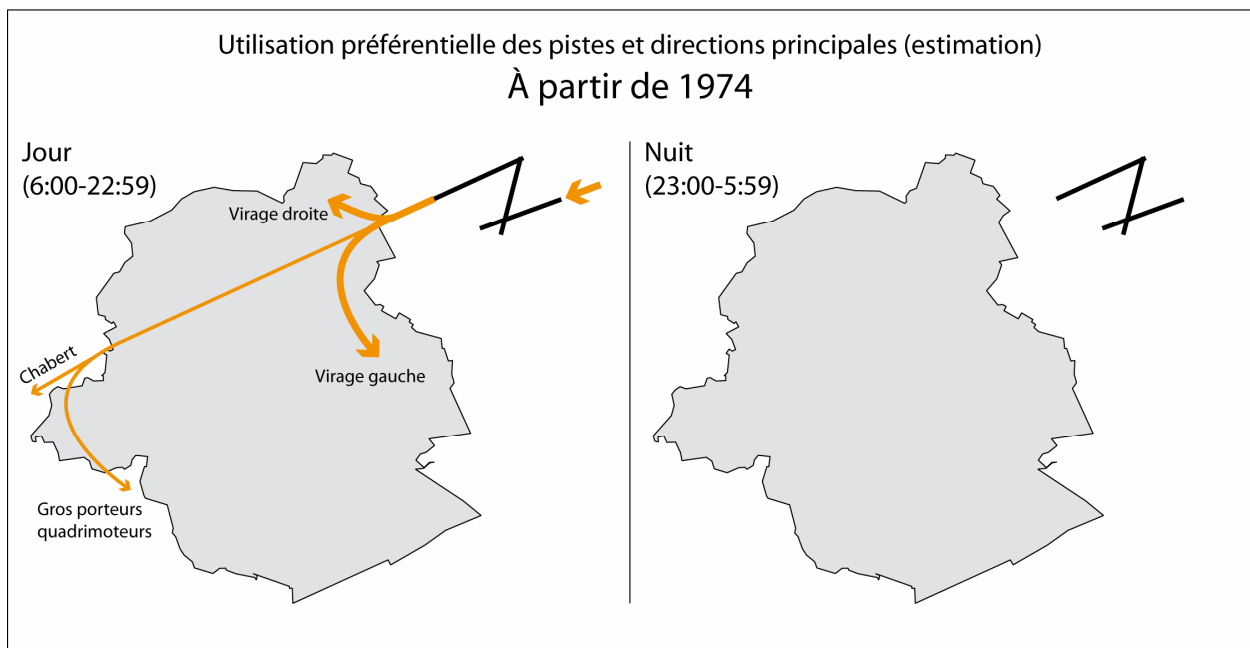 Utilisation préférentielle des pistes et directions principales (estimation)
À partir de 1974
Jour
(6:00-22:59)
Virage droite
Chabert
Virage gauche
Gros porteurs
quadrimoteurs
Nuit
(23:00-5:59)